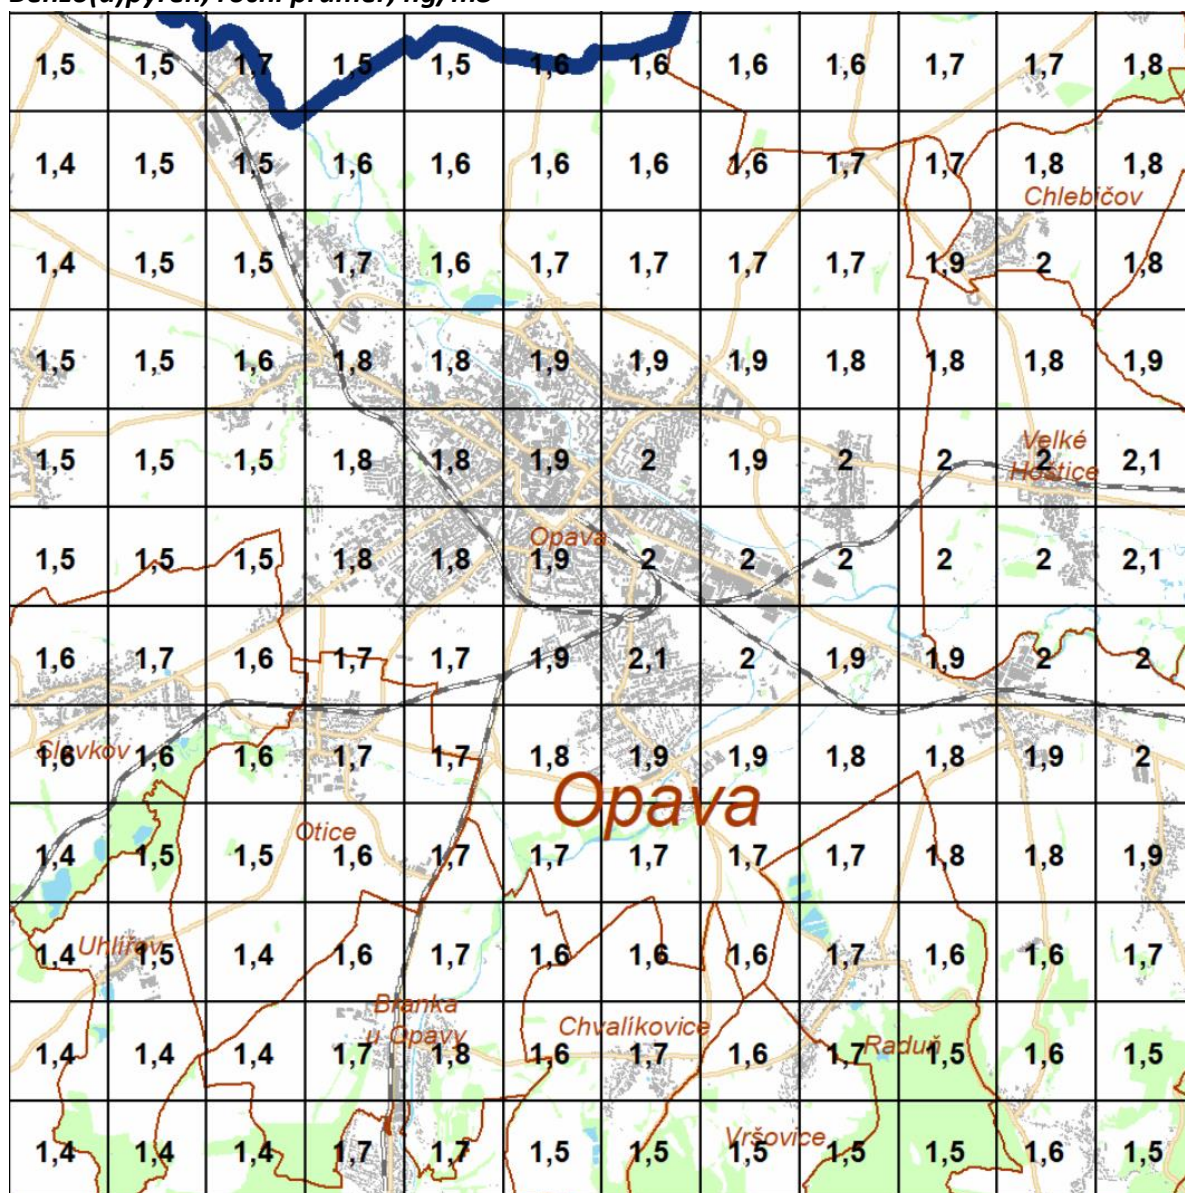 Benzo(a)pyren, roční průměr, ng/m3
1,5 1,5 1,7 1,5 1,5 1,6 1,6 1,6 1,6 1,7 1,7 1,8
1,4 1,5 1,5 1,6 1,6 1,6 1,6 1,6 1,7 1,7 1,8 1,8
Chlebičov
1,4 1,5 1,5 1,7 1,6 1,7 1,7 1,7 1,7 1,9 2 1,8
1,5 1,5 1,6 1,8 1,8 1,9 1,9 1,9 1,8 1,8 1,8 1,9
Velké
1,5 1,5 1,5 1,8 1,8 1,9 2 1,9 2 2 2 2,1
Hoštice
Opava
1,5 1,5 1,5 1,8 1,8 1,9 2 2 2 2 2 2,1
1,6 1,7 1,6 1,7 1,7 1,9 2,1 2 1,9 1,9 2 2
Slavkov
1,6 1,6 1,6 1,7 1,7 1,8 1,9 1,9 1,8 1,8 1,9 2
Opava
Otice
1,4 1,5 1,5 1,6 1,7 1,7 1,7 1,7 1,7 1,8 1,8 1,9
Uhlířov
1,4 1,5 1,4 1,6 1,7 1,6 1,6 1,6 1,7 1,6 1,6 1,7
Branka
u Opavy
Chvalíkovice
Raduň
1,4 1,4 1,4 1,7 1,8 1,6 1,7 1,6 1,7 1,5 1,6 1,5
Vršovice
1,4 1,4 1,4 1,7 1,7 1,5 1,5 1,5 1,5 1,5 1,6 1,5